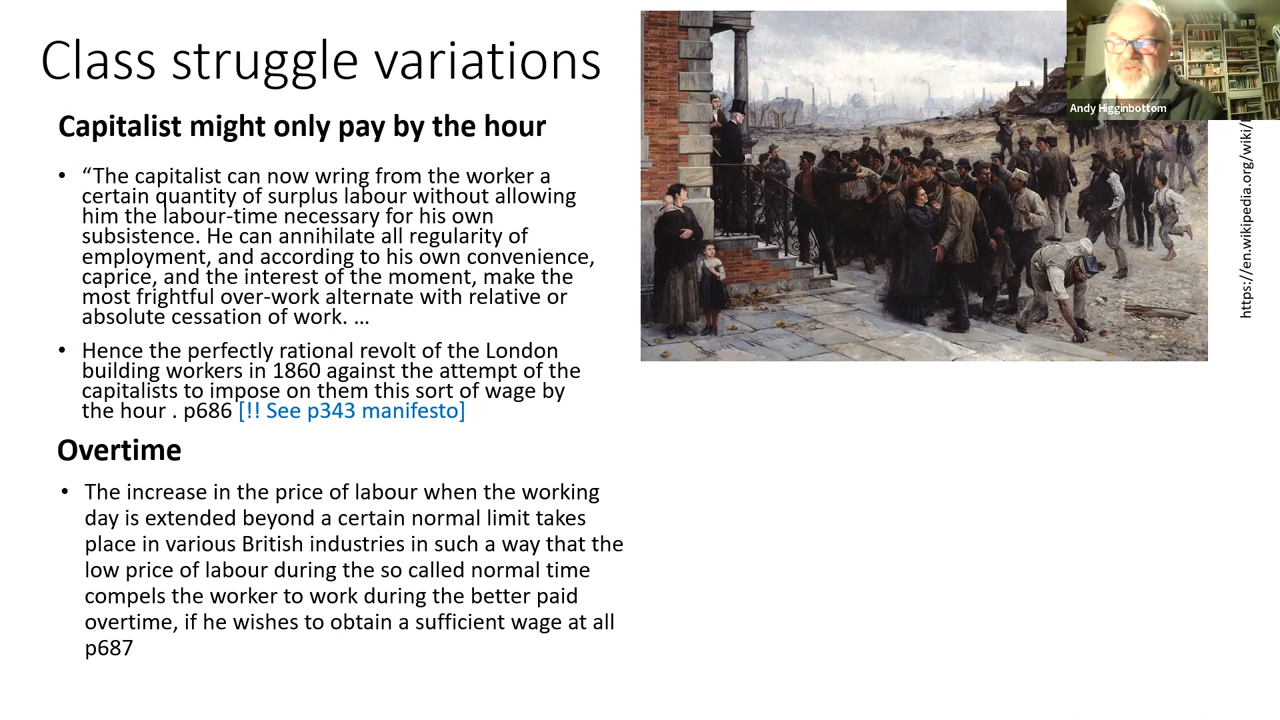 Class struggle variations
Capitalist might only pay by the hour
• “The capitalist can now wring from the worker a
certain quantity of surplus labour without allowing
him the labour-time necessary for his own
subsistence. He can annihilate all regularity of
employment, and according to his own convenience,
caprice, and the interest of the moment, make the
most frightful over-work alternate with relative or
absolute cessation of work. …
• Hence the perfectly rational revolt of the London
building workers in 1860 against the attempt of the
capitalists to impose on them this sort of wage by
the hour . p686 [!! See p343 manifesto]
Overtime
• The increase in the price of labour when the working
day is extended beyond a certain normal limit takes
place in various British industries in such a way that the
low price of labour during the so called normal time
compels the worker to work during the better paid
overtime, if he wishes to obtain a sufficient wage at all
p687
Andy Higginbottom
https://en.wikipedia.org/wiki/